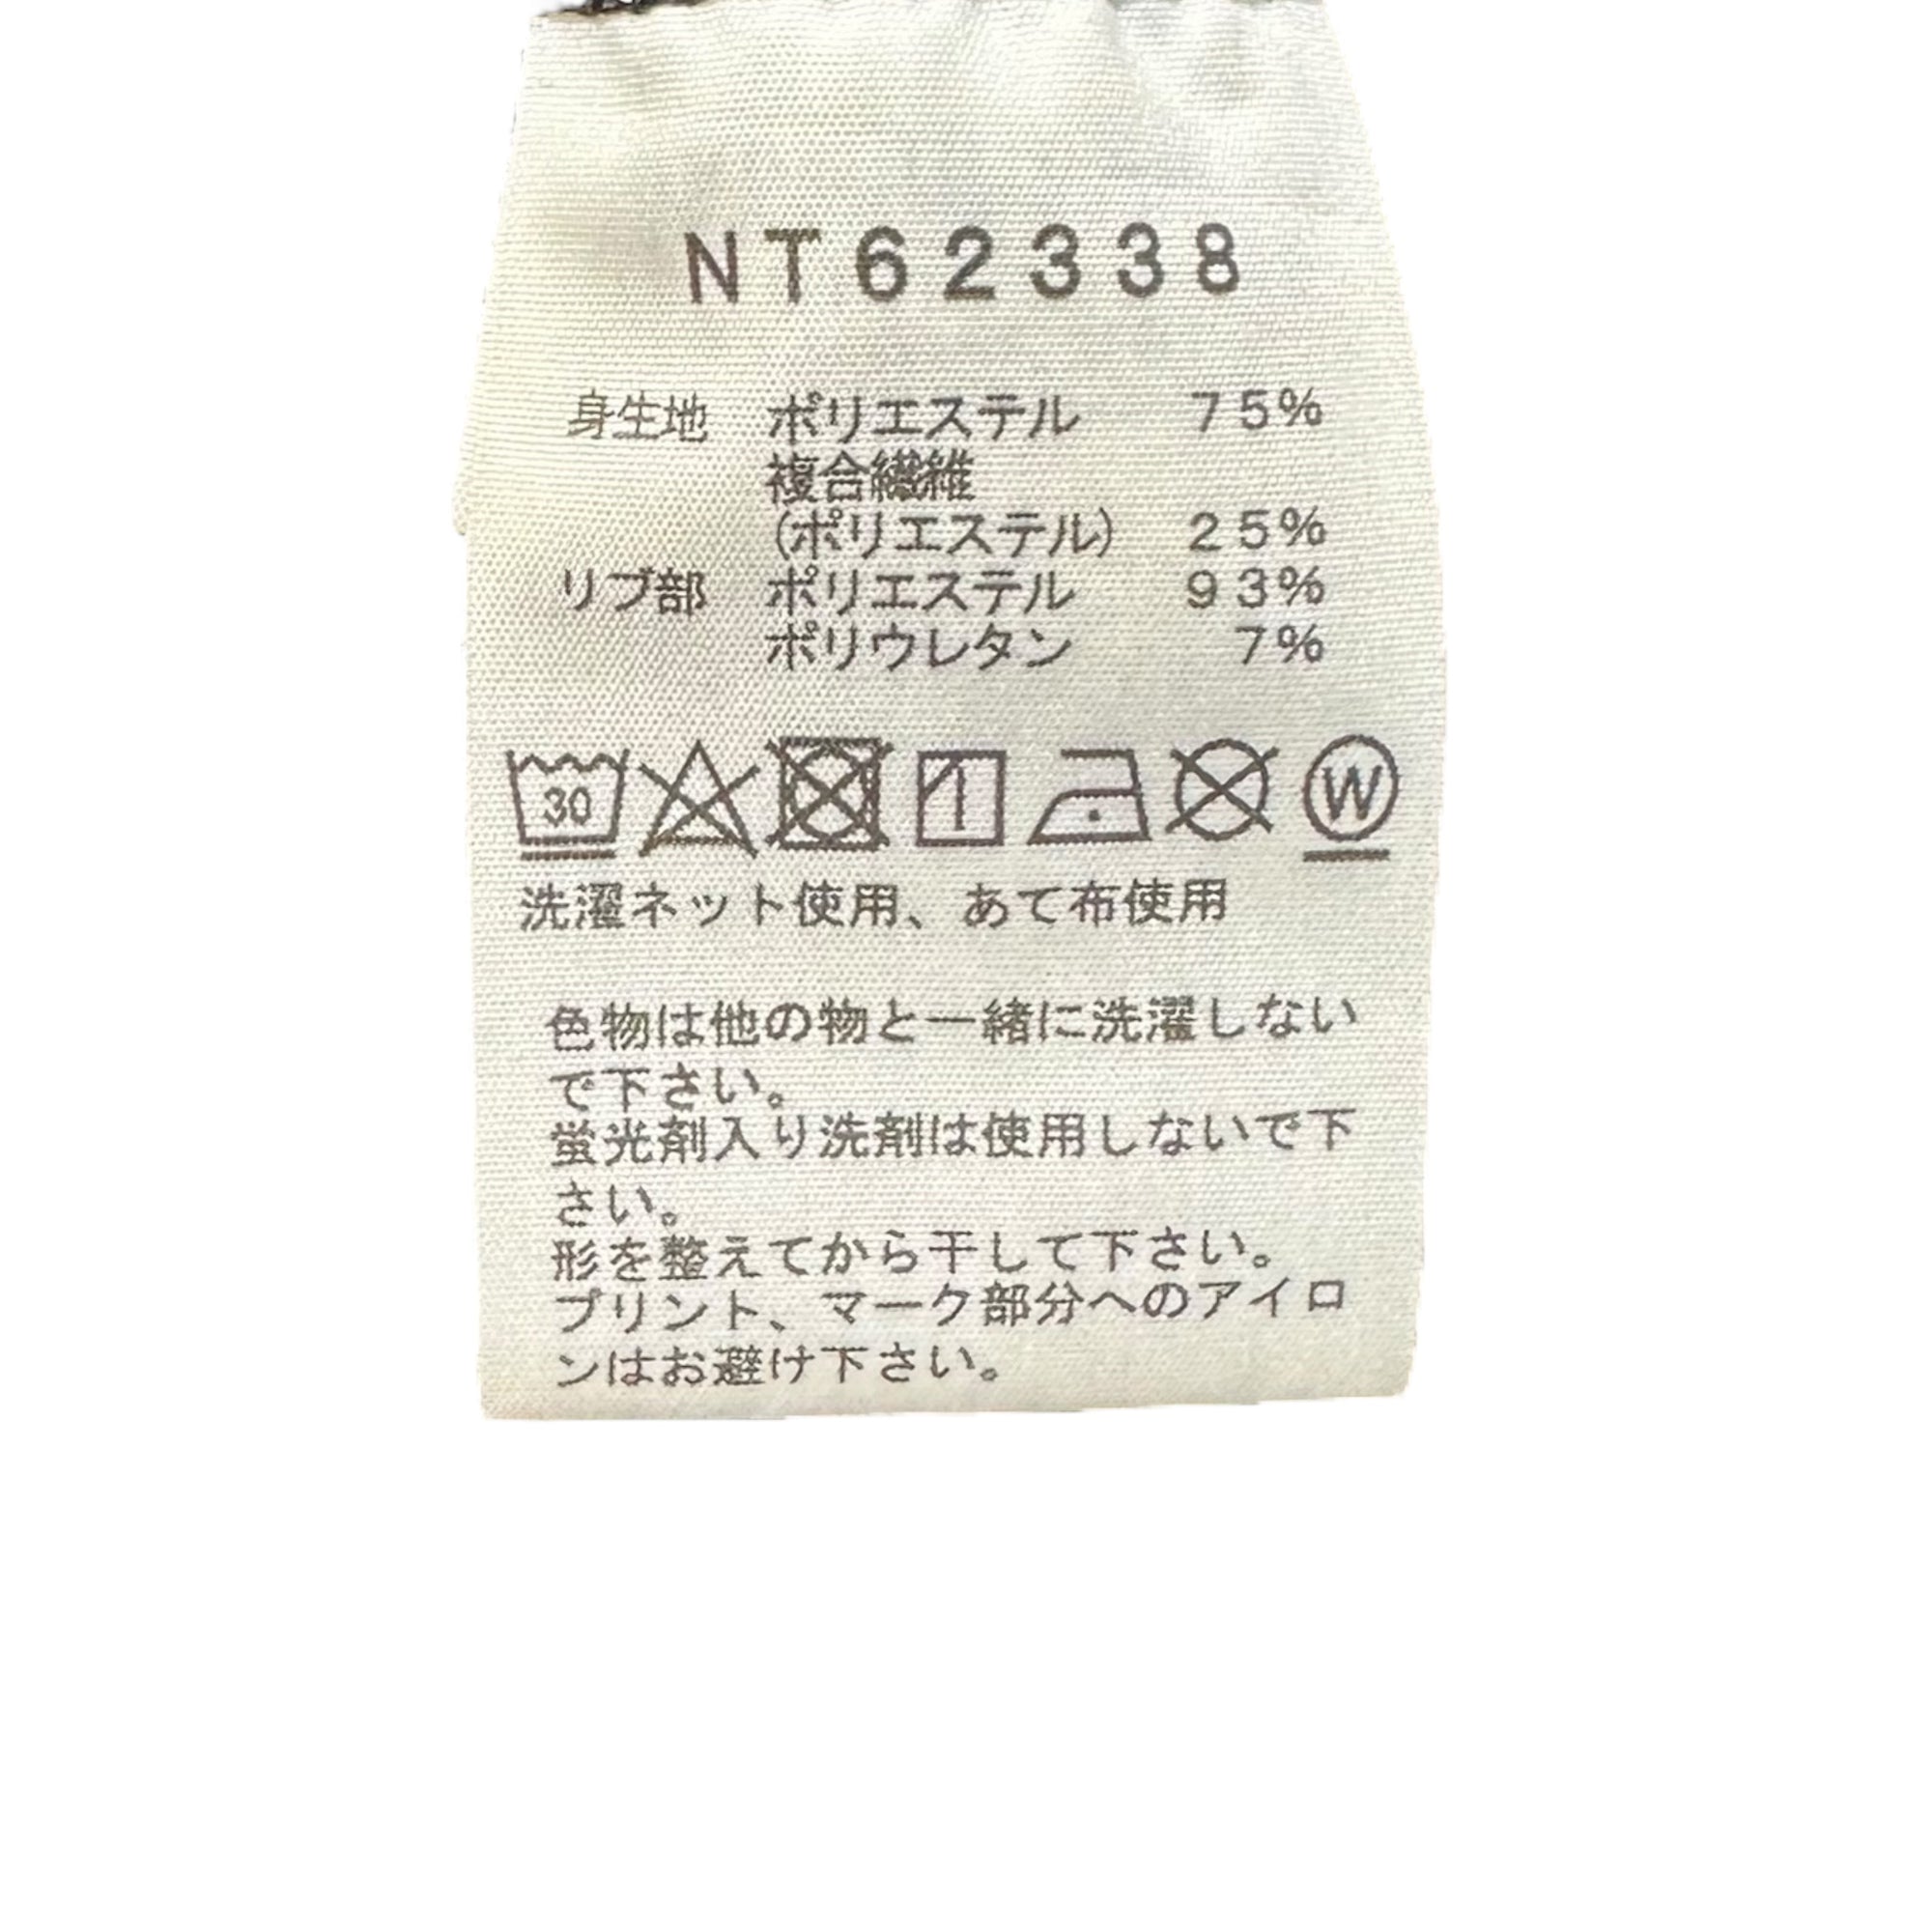 NT62338
身生地 ポリエステル 75%
複合繊維
(ポリエステル) 25%
リブ部 ポリエステル 93%
ポリウレタン 7%
30 W
洗濯ネット使用、あて布使用
色物は他の物と一緒に洗濯しない
で下さい。
蛍光剤入り洗剤は使用しないで下
さい。
形を整えてから干して下さい。
プリント、マーク部分へのアイロ
ンはお避け下さい。